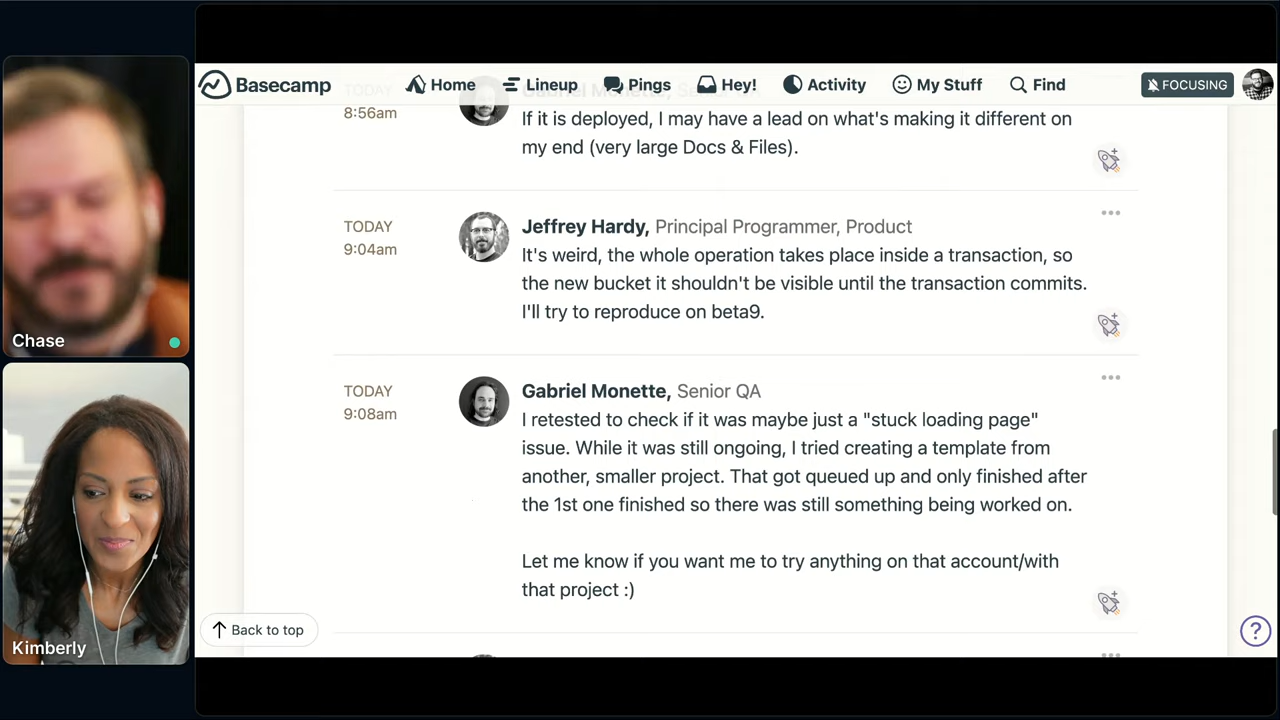 Basecamp
Home
Lineup
Pings
Hey!
Activity
My Stuff
Find
FOCUSING
TODAY
8:56am
Gabriel Monette, Se
If it is deployed, I may have a lead on what's making it different on
my end (very large Docs & Files).
TODAY
9:04am
Jeffrey Hardy, Principal Programmer, Product
It's weird, the whole operation takes place inside a transaction, so
the new bucket it shouldn't be visible until the transaction commits.
I'll try to reproduce on beta9.
TODAY
9:08am
Gabriel Monette, Senior QA
I retested to check if it was maybe just a "stuck loading page"
issue. While it was still ongoing, I tried creating a template from
another, smaller project. That got queued up and only finished after
the 1st one finished so there was still something being worked on.
Let me know if you want me to try anything on that account/with
that project :)
Back to top
?
Chase
Kimberly